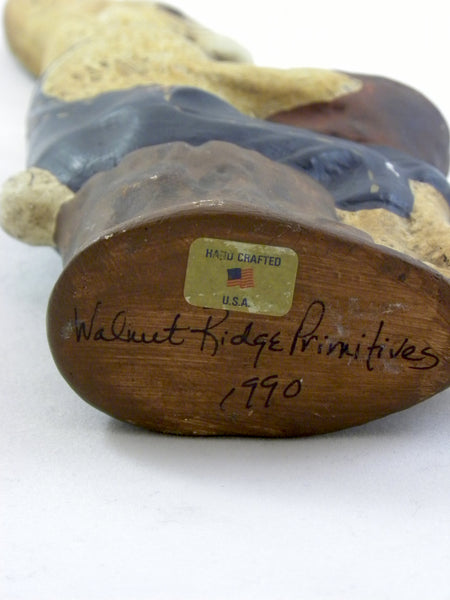 HAND CRAFTED
U.S.A.
Walnut Ridge Primitives
1990